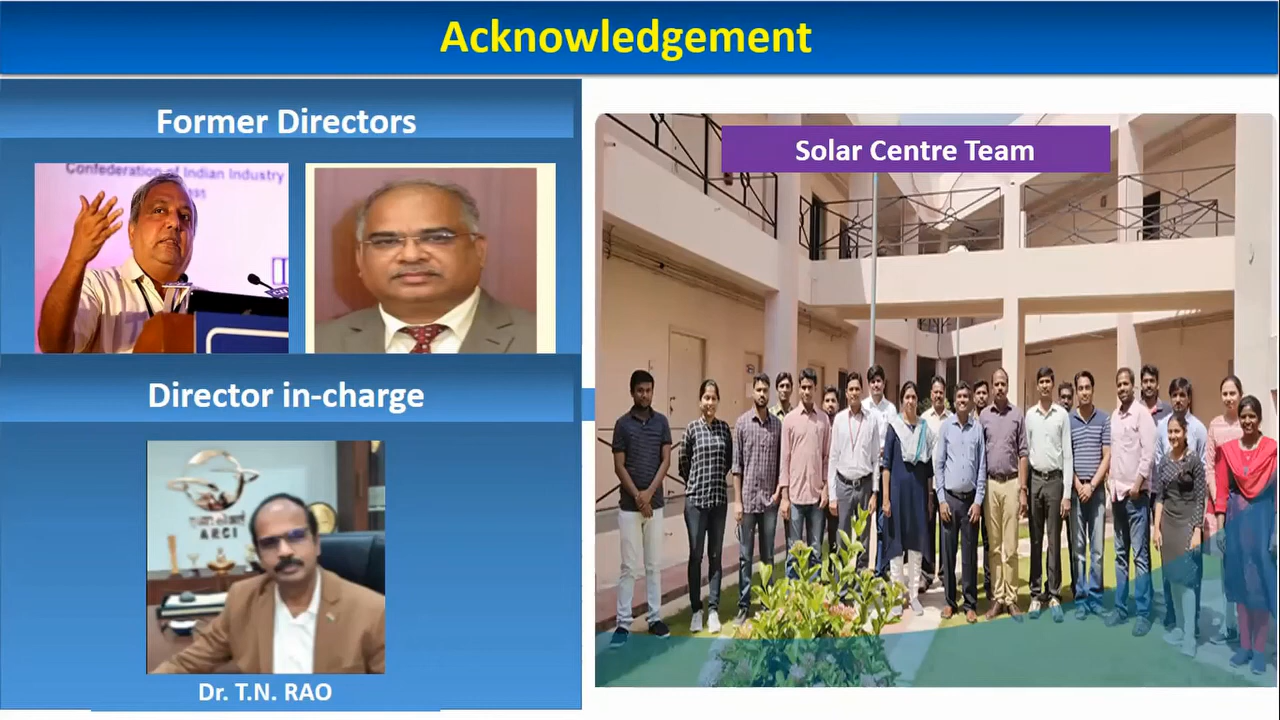 Acknowledgement
Former Directors
Confederation of Indian Industry
Solar Centre Team
Director in-charge
ARCI
Dr. T.N. RAO